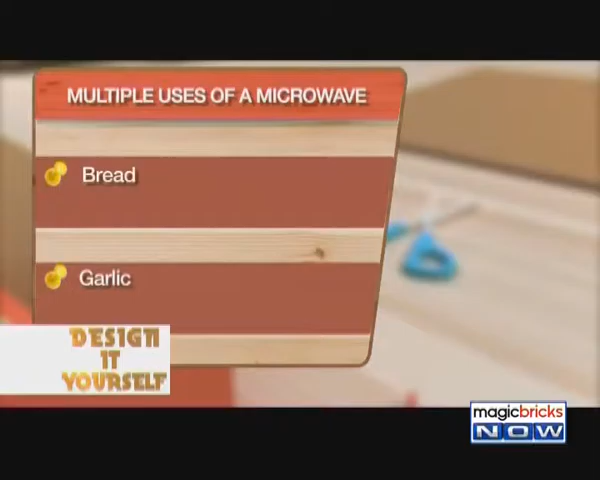 MULTIPLE USES OF A MICROWAVE
Bread
Garlic
DESIGN
IT
YOURSELF
magicbricks
NOW